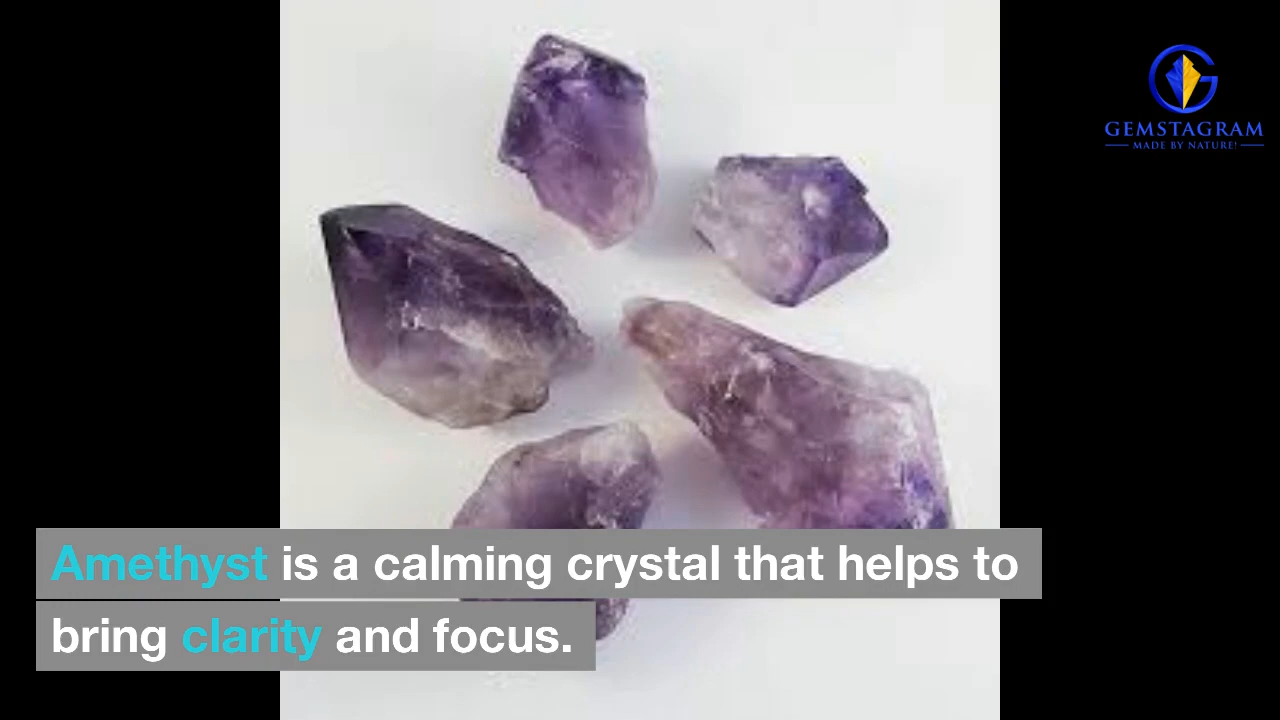 GEMSTAGRAM
MADE BY NATURE!
Amethyst is a calming crystal that helps to
bring clarity and focus.